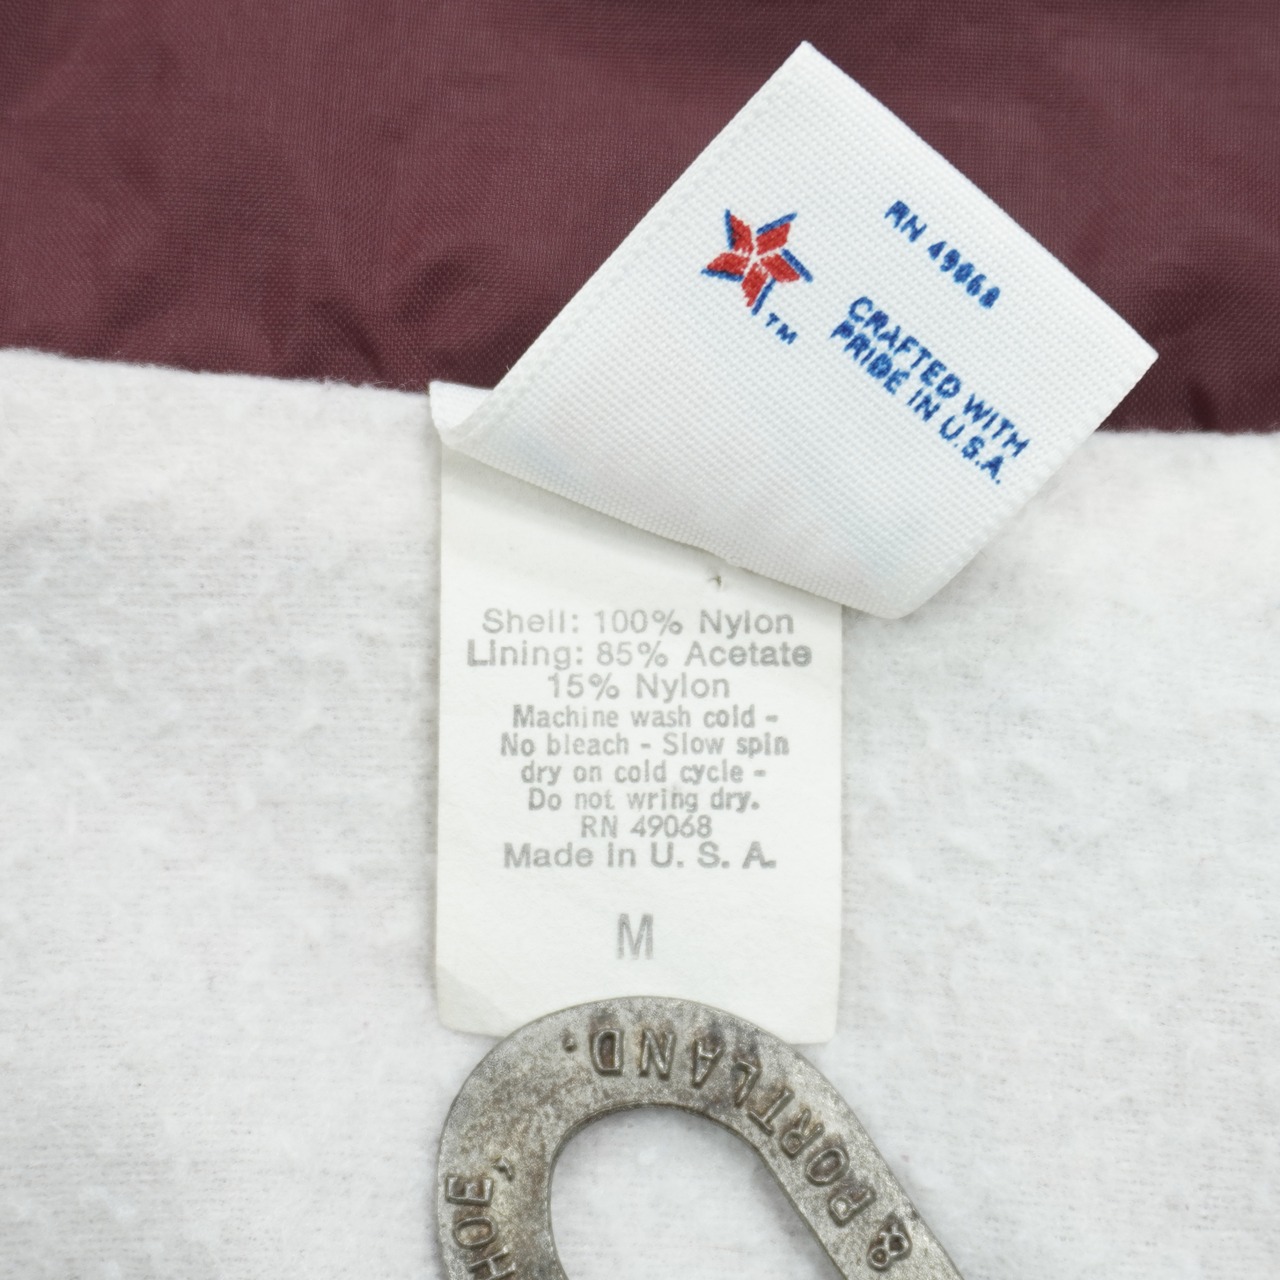 RN 49068
CRAFTED WITH
PRIDE IN U.S.A.
TM
Shell: 100% Nylon
Lining: 85% Acetate
15% Nylon
Machine wash cold -
No bleach - Slow spin
dry on cold cycle -
Do not wring dry.
RN 49068
Made in U. S. A.
M
HOE,
& PORTLAND.